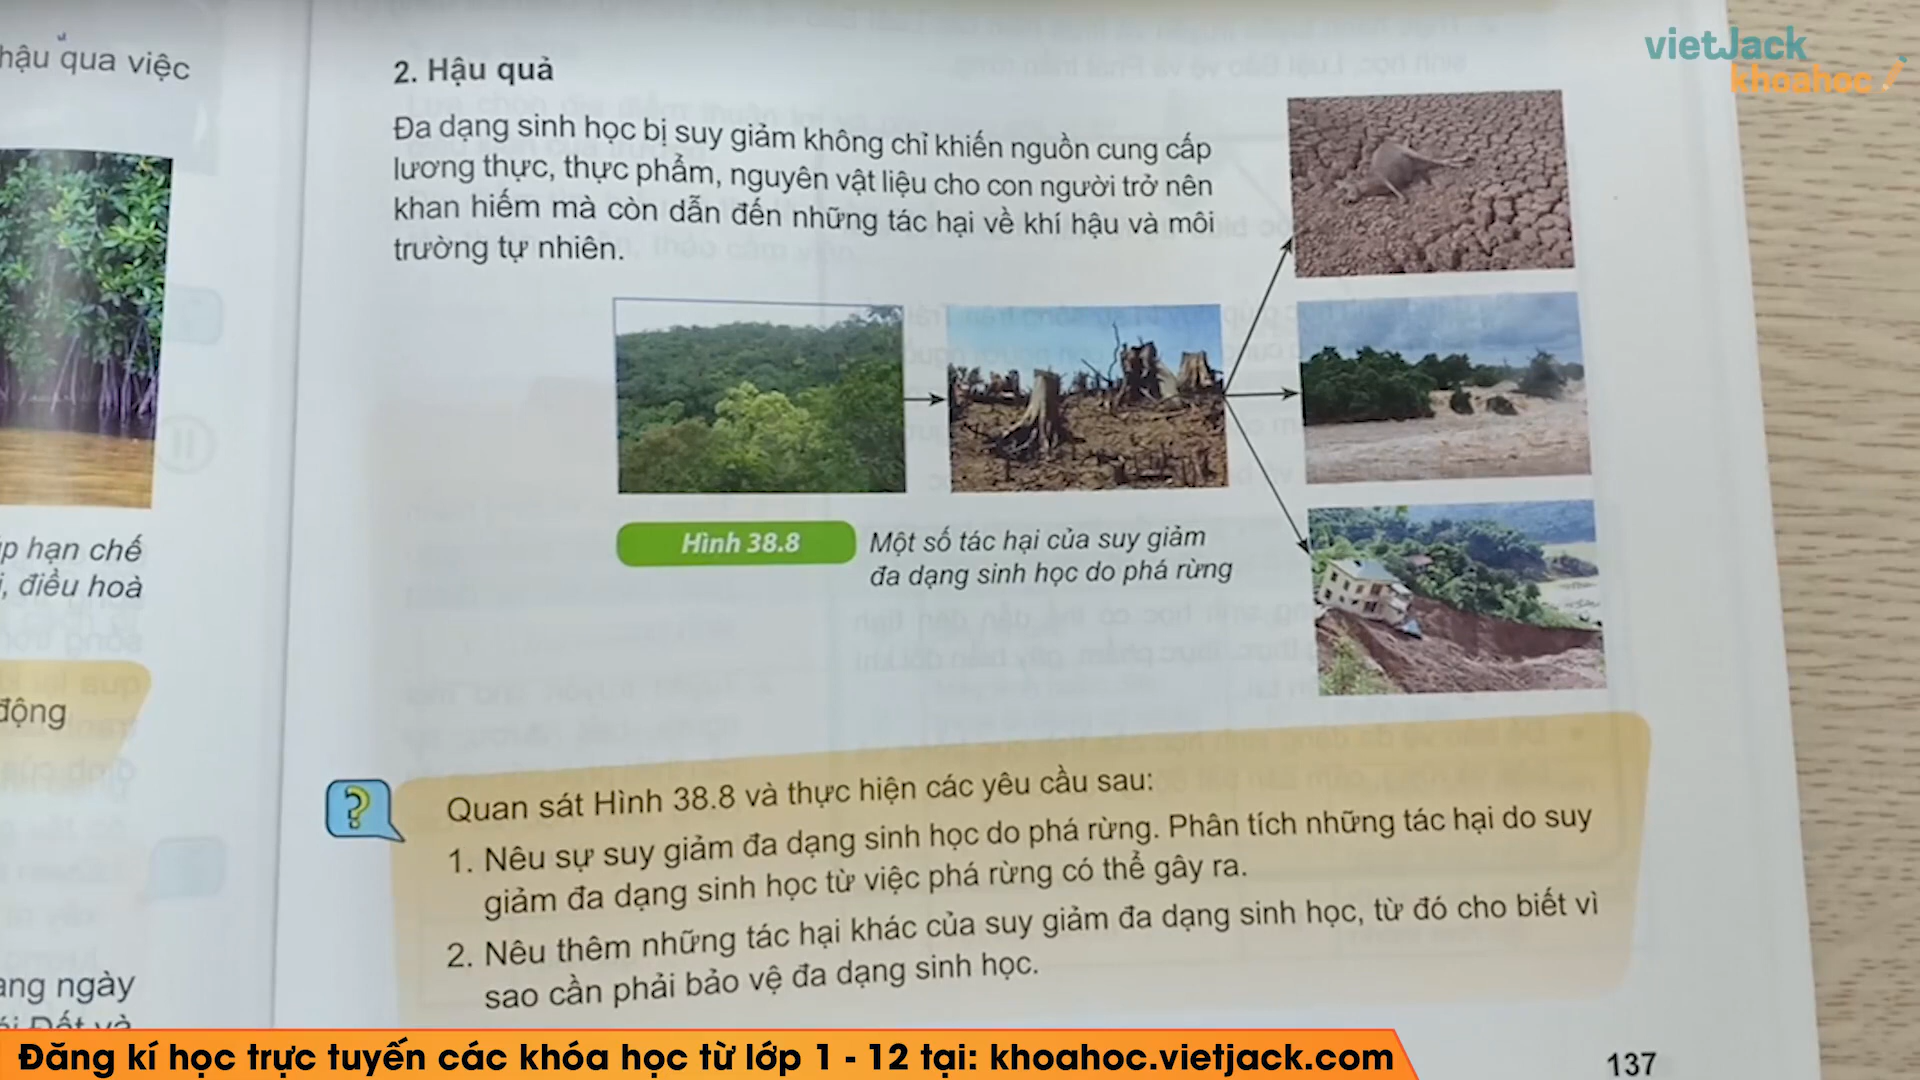 vietJack
khoahoc
hậu qua việc
2. Hậu quả
Đa dạng sinh học bị suy giảm không chỉ khiến nguồn cung cấp
lương thực, thực phẩm, nguyên vật liệu cho con người trở nên
khan hiếm mà còn dẫn đến những tác hại về khí hậu và môi
trường tự nhiên.
Hình 38.8
Một số tác hại của suy giảm
đa dạng sinh học do phá rừng
hạn chế
điều hoà
động
Quan sát Hình 38.8 và thực hiện các yêu cầu sau:
1. Nêu sự suy giảm đa dạng sinh học do phá rừng. Phân tích những tác hại do suy
giảm đa dạng sinh học từ việc phá rừng có thể gây ra.
2. Nêu thêm những tác hại khác của suy giảm đa dạng sinh học, từ đó cho biết vì
sao cần phải bảo vệ đa dạng sinh học.
ngày
Đất và
Đăng kí học trực tuyến các khóa học từ lớp 1 - 12 tại: khoahoc.vietjack.com
137